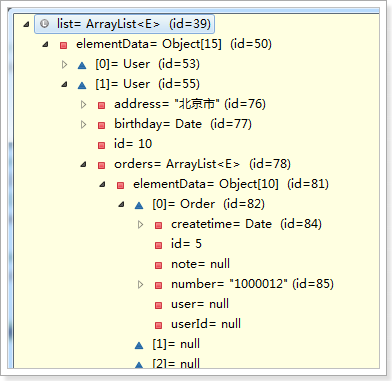 list= ArrayList<E> (id=39)
elementData= Object[15] (id=50)
[0]= User (id=53)
[1]= User (id=55)
address= "北京市" (id=76)
birthday= Date (id=77)
id= 10
orders= ArrayList<E> (id=78)
elementData= Object[10] (id=81)
[0]= Order (id=82)
createtime= Date (id=84)
id= 5
note= null
number= "1000012" (id=85)
user= null
userId= null
[1]= null
[2]= null